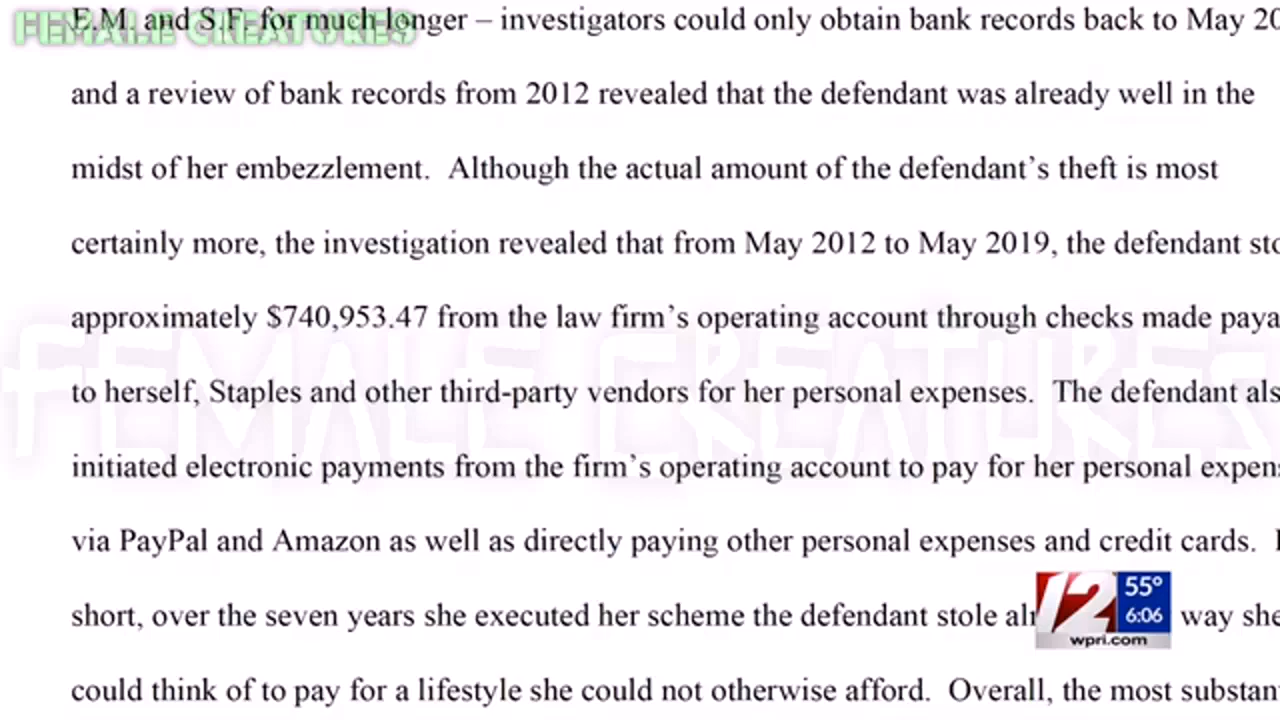 FEMALE CREATURES
E.M. and S.F. for much longer – investigators could only obtain bank records back to May 20
and a review of bank records from 2012 revealed that the defendant was already well in the
midst of her embezzlement. Although the actual amount of the defendant's theft is most
certainly more, the investigation revealed that from May 2012 to May 2019, the defendant sto
approximately $740,953.47 from the law firm's operating account through checks made paya
FEMALE CREATURES
to herself, Staples and other third-party vendors for her personal expenses. The defendant als
initiated electronic payments from the firm's operating account to pay for her personal expens
via PayPal and Amazon as well as directly paying other personal expenses and credit cards.
short, over the seven years she executed her scheme the defendant stole way she
12 55° 6:06
wpri.com
could think of to pay for a lifestyle she could not otherwise afford. Overall, the most substan